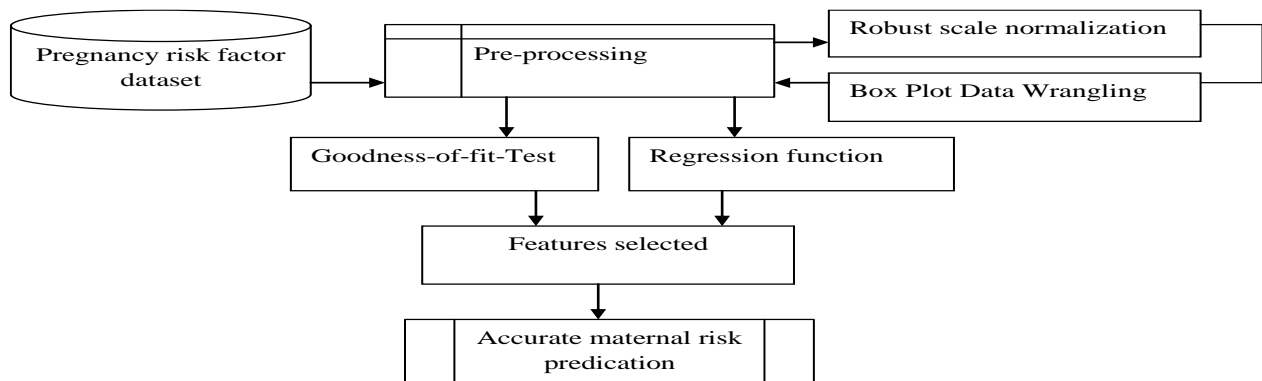 Pregnancy risk factor
dataset
Pre-processing
Robust scale normalization
Box Plot Data Wrangling
Goodness-of-fit-Test
Regression function
Features selected
Accurate maternal risk
predication